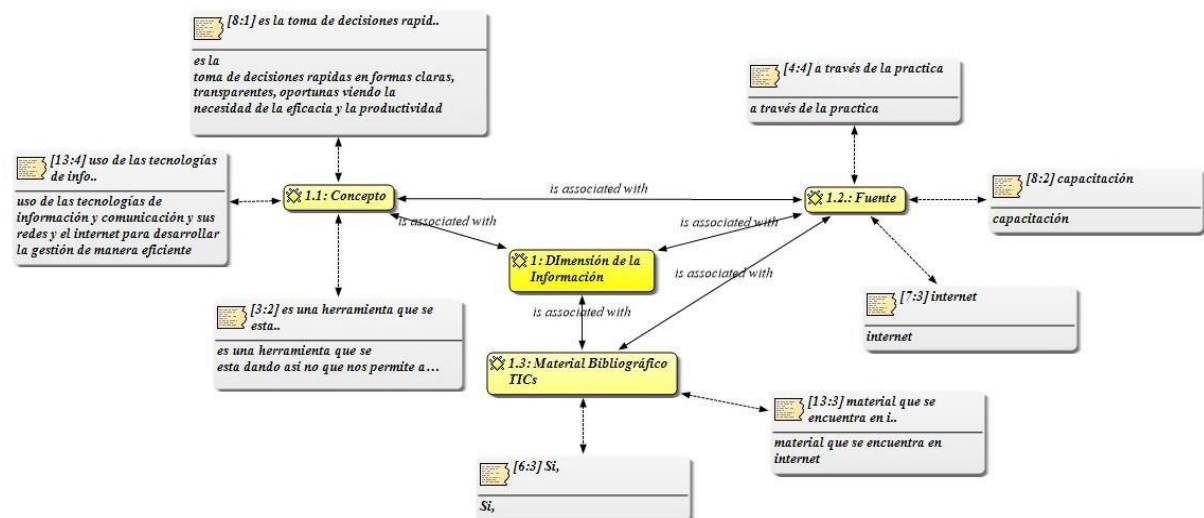 [8:1] es la toma de decisiones rapid..
es la
toma de decisiones rapidas en formas claras,
transparentes, oportunas viendo la
necesidad de la eficacia y la productividad
[4:4] a través de la practica
a través de la practica
[13:4] uso de las tecnologías
de info..
uso de las tecnologías de
información y comunicación y sus
redes y el internet para desarrollar
la gestión de manera eficiente
1.1: Concepto
is associated with
1.2.: Fuente
[8:2] capacitación
capacitación
is associated with
is associated with
1: DImensión de la
Información
is associated with
[3:2] es una herramienta que se
esta..
es una herramienta que se
esta dando asi no que nos permite a...
is associated with
[7:3] internet
internet
1.3: Material Bibliográfico
TICs
[13:3] material que se
encuentra en i..
material que se encuentra en
internet
[6:3] Si,
Si,